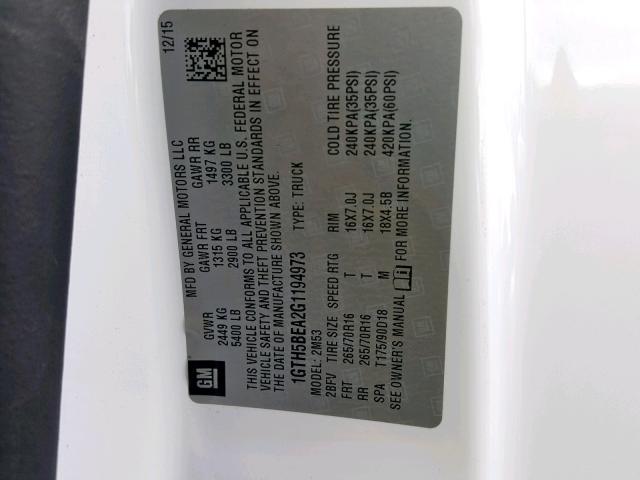 GM
MFD BY GENERAL MOTORS LLC 12/15
GVWR GAWR FRT GAWR RR
2449 KG 1315 KG 1497 KG
5400 LB 2900 LB 3300 LB
THIS VEHICLE CONFORMS TO ALL APPLICABLE U.S. FEDERAL MOTOR
VEHICLE SAFETY AND THEFT PREVENTION STANDARDS IN EFFECT ON
THE DATE OF MANUFACTURE SHOWN ABOVE.
1GTH5BEA2G1194973 TYPE: TRUCK
MODEL: 2M53
2BFV TIRE SIZE SPEED RTG RIM COLD TIRE PRESSURE
FRT 265/70R16 T 16X7.0J 240KPA(35PSI)
RR 265/70R16 T 16X7.0J 240KPA(35PSI)
SPA T175/90D18 M 18X4.5B 420KPA(60PSI)
SEE OWNER'S MANUAL FOR MORE INFORMATION.